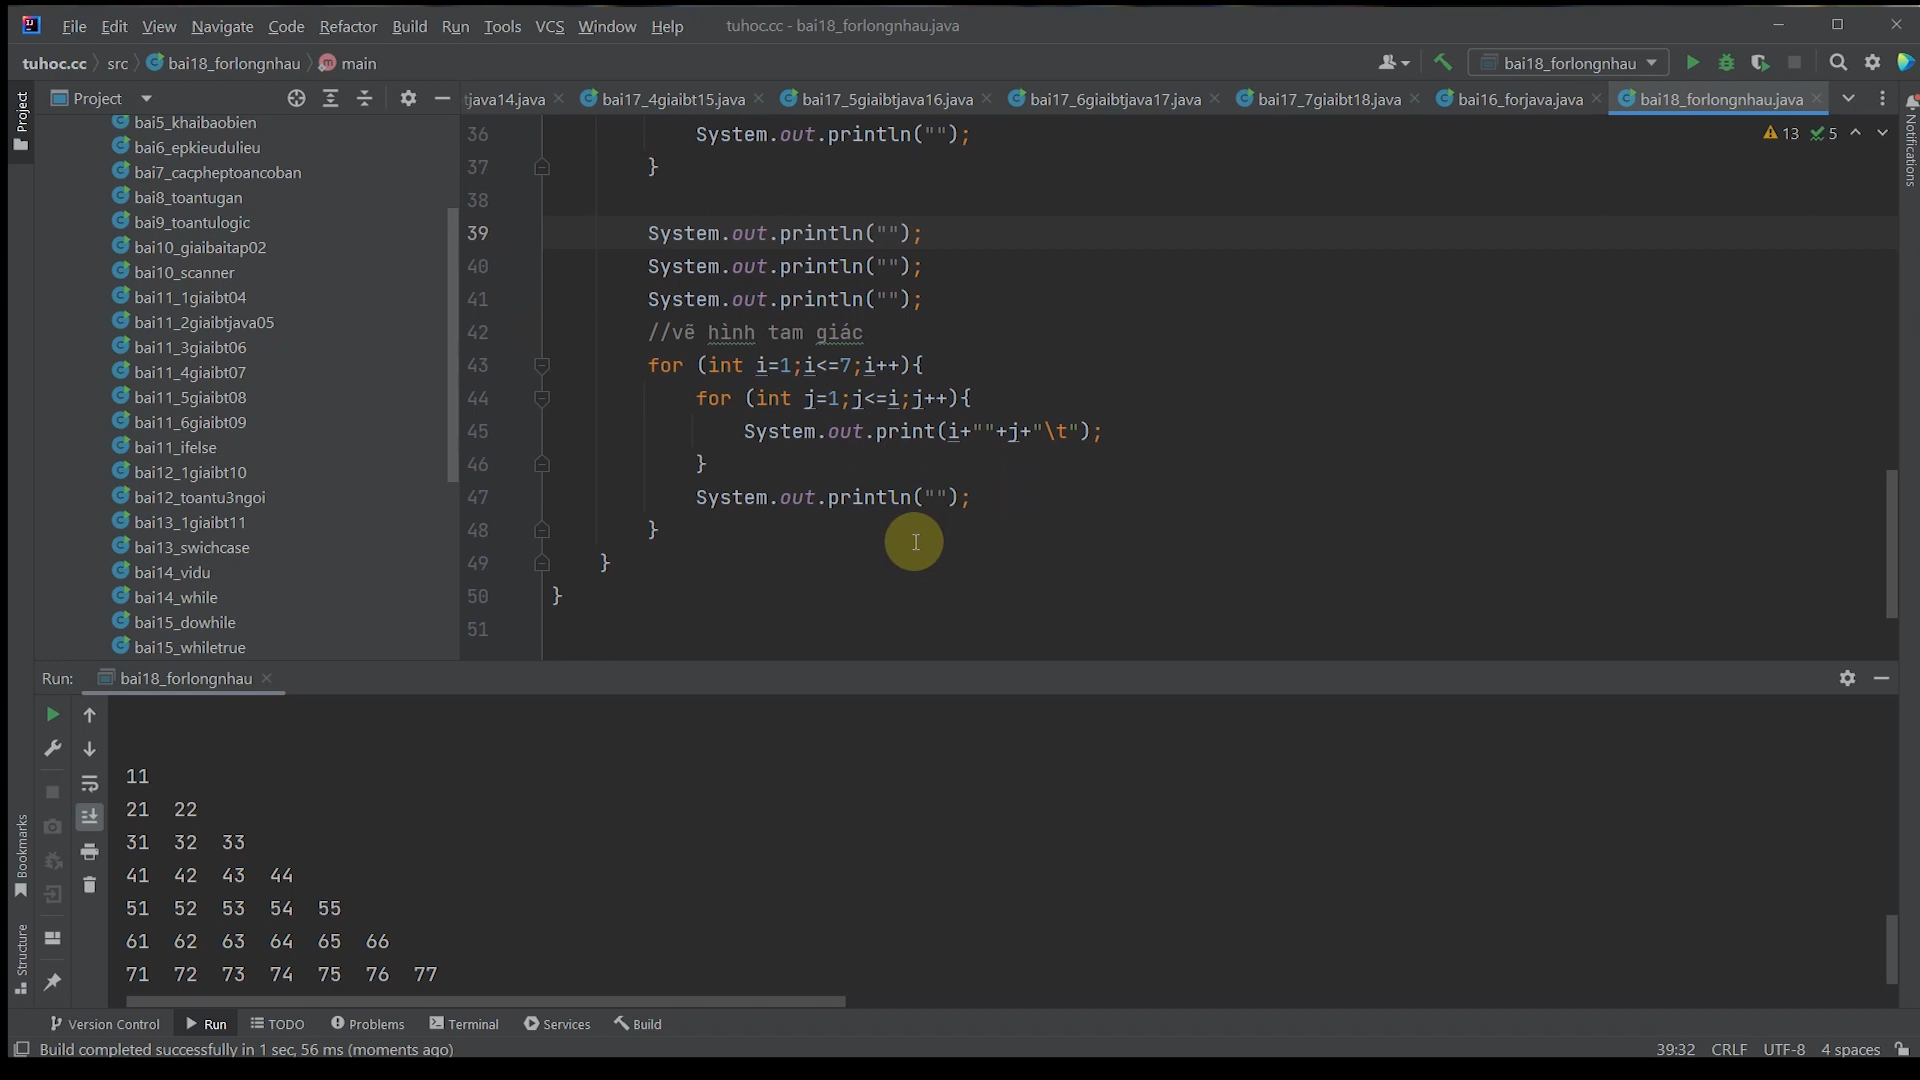 File Edit View Navigate Code Refactor Build Run Tools VCS Window Help tuhoc.cc - bai18_forlongnhau.java
tuhoc.cc src bai18_forlongnhau main bai18_forlongnhau
Project
Project
tjava14.java bai17_4giaibt15.java bai17_5giaibtjava16.java bai17_6giaibtjava17.java bai17_7giaibt18.java bai16_forjava.java bai18_forlongnhau.java
Notifications
13 5
bai5_khaibaobien
bai6_epkieudulieu
bai7_cacpheptoancoban
bai8_toantugan
bai9_toantulogic
bai10_giaibaitap02
bai10_scanner
bai11_1giaibt04
bai11_2giaibtjava05
bai11_3giaibt06
bai11_4giaibt07
bai11_5giaibt08
bai11_6giaibt09
bai11_ifelse
bai12_1giaibt10
bai12_toantu3ngoi
bai13_1giaibt11
bai13_swichcase
bai14_vidu
bai14_while
bai15_dowhile
bai15_whiletrue
36 System.out.println("");
37 }
38
39 System.out.println("");
40 System.out.println("");
41 System.out.println("");
42 //vẽ hình tam giác
43 for (int i=1;i<=7;i++){
44 for (int j=1;j<=i;j++){
45 System.out.print(i+""+j+"\t");
46 }
47 System.out.println("");
48 }
49 }
50 }
51
Run: bai18_forlongnhau
11
21 22
31 32 33
41 42 43 44
51 52 53 54 55
61 62 63 64 65 66
71 72 73 74 75 76 77
Bookmarks
Structure
Version Control Run TODO Problems Terminal Services Build
Build completed successfully in 1 sec, 56 ms (moments ago) 39:32 CRLF UTF-8 4 spaces